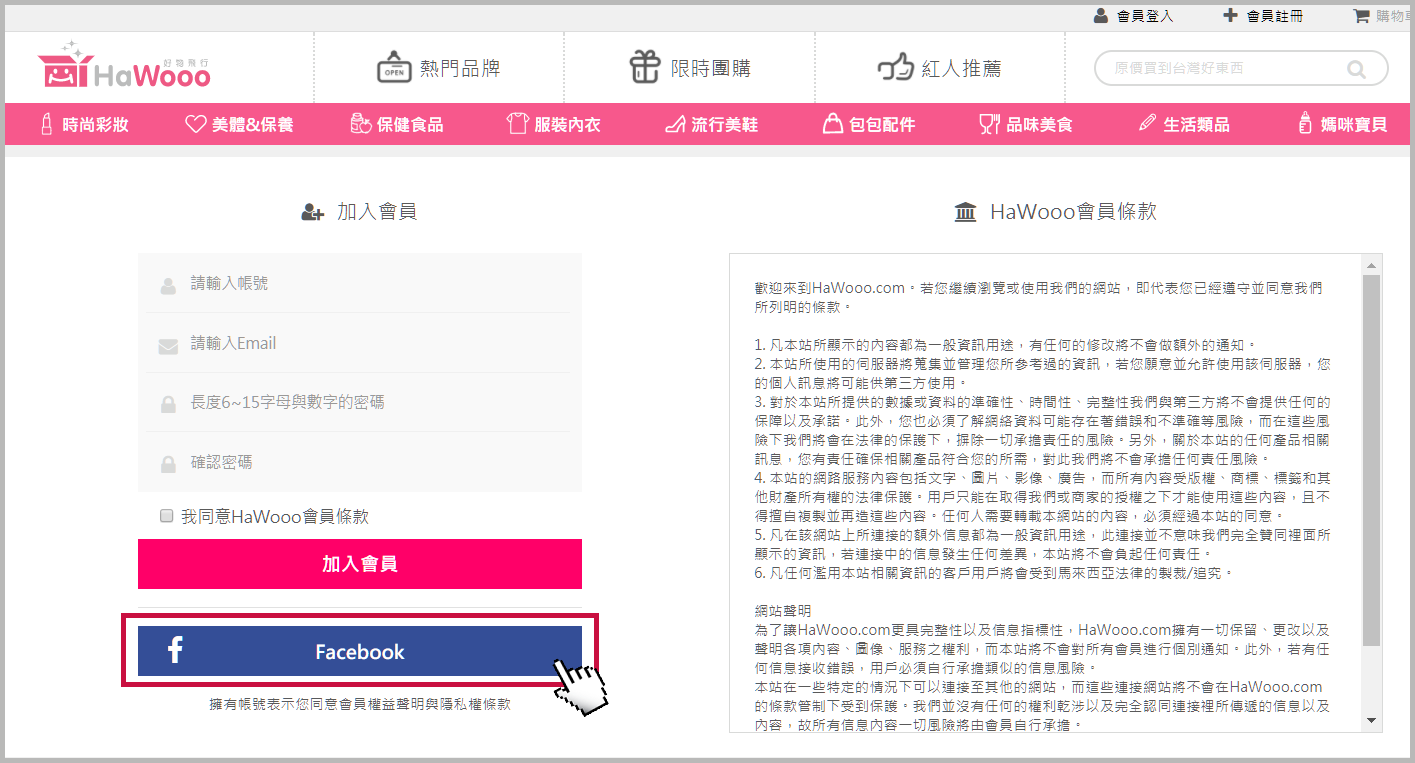 會員登入 會員註冊 購物車
好物飛行
HaWooo
OPEN
熱門品牌 限時團購 紅人推薦
原價買到台灣好東西
時尚彩妝 美體&保養 保健食品 服裝內衣 流行美鞋 包包配件 品味美食 生活類品 媽咪寶貝
加入會員
請輸入帳號
請輸入Email
長度6~15字母與數字的密碼
確認密碼
我同意HaWooo會員條款
加入會員
Facebook
擁有帳號表示您同意會員權益聲明與隱私權條款
HaWooo會員條款
歡迎來到HaWooo.com。若您繼續瀏覽或使用我們的網站，即代表您已經遵守並同意我們
所列明的條款。
1. 凡本站所顯示的內容都為一般資訊用途，有任何的修改將不會做額外的通知。
2. 本站所使用的伺服器將蒐集並管理您所參考過的資訊，若您願意並允許使用該伺服器，您
的個人訊息將可能供第三方使用。
3. 對於本站所提供的數據或資料的準確性、時間性、完整性我們與第三方將不會提供任何的
保障以及承諾。此外，您也必須了解網絡資料可能存在著錯誤和不準確等風險，而在這些風
險下我們將會在法律的保護下，摒除一切承擔責任的風險。另外，關於本站的任何產品相關
訊息，您有責任確保相關產品符合您的所需，對此我們將不會承擔任何責任風險。
4. 本站的網路服務內容包括文字、圖片、影像、廣告，而所有內容受版權、商標、標籤和其
他財產所有權的法律保護。用戶只能在取得我們或商家的授權之下才能使用這些內容，且不
得擅自複製並再造這些內容。任何人需要轉載本網站的內容，必須經過本站的同意。
5. 凡在該網站上所連接的額外信息都為一般資訊用途，此連接並不意味我們完全贊同裡面所
顯示的資訊，若連接中的信息發生任何差異，本站將不會負起任何責任。
6. 凡任何濫用本站相關資訊的客戶用戶將會受到馬來西亞法律的製裁/追究。
網站聲明
為了讓HaWooo.com更具完整性以及信息指標性，HaWooo.com擁有一切保留、更改以及
聲明各項內容、圖像、服務之權利，而本站將不會對所有會員進行個別通知。此外，若有任
何信息接收錯誤，用戶必須自行承擔類似的信息風險。
本站在一些特定的情況下可以連接至其他的網站，而這些連接網站將不會在HaWooo.com
的條款管制下受到保護。我們並沒有任何的權利乾涉以及完全認同連接裡所傳遞的信息以及
內容，故所有信息內容一切風險將由會員自行承擔。